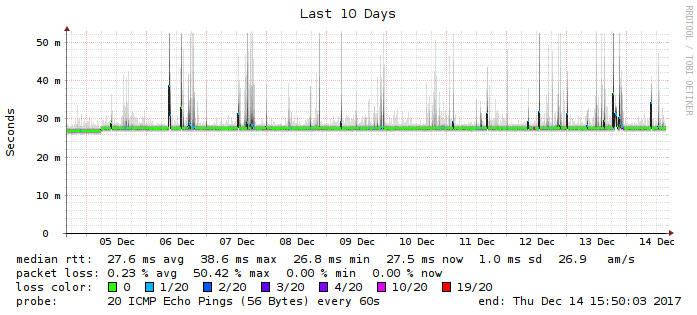 Last 10 Days
RRDTOOL / TOBI OETIKER
Seconds
50 m
40 m
30 m
20 m
10 m
0
05 Dec 06 Dec 07 Dec 08 Dec 09 Dec 10 Dec 11 Dec 12 Dec 13 Dec 14 Dec
median rtt: 27.6 ms avg 38.6 ms max 26.8 ms min 27.5 ms now 1.0 ms sd 26.9 am/s
packet loss: 0.23 % avg 50.42 % max 0.00 % min 0.00 % now
loss color: 0 1/20 2/20 3/20 4/20 10/20 19/20
probe: 20 ICMP Echo Pings (56 Bytes) every 60s end: Thu Dec 14 15:50:03 2017